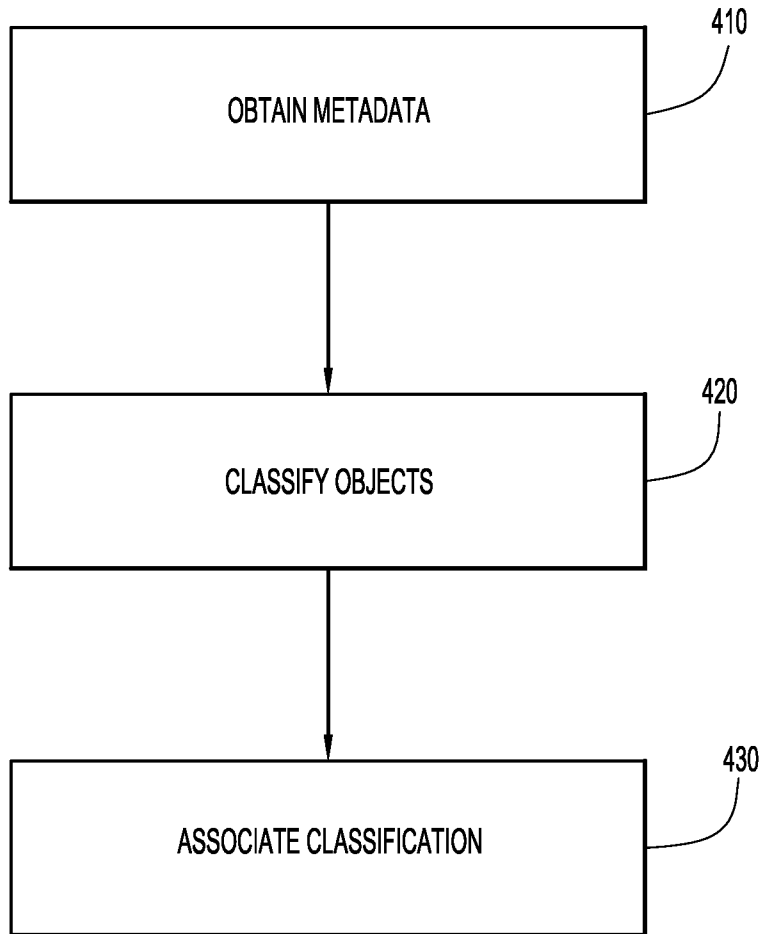 410
OBTAIN METADATA
420
CLASSIFY OBJECTS
430
ASSOCIATE CLASSIFICATION